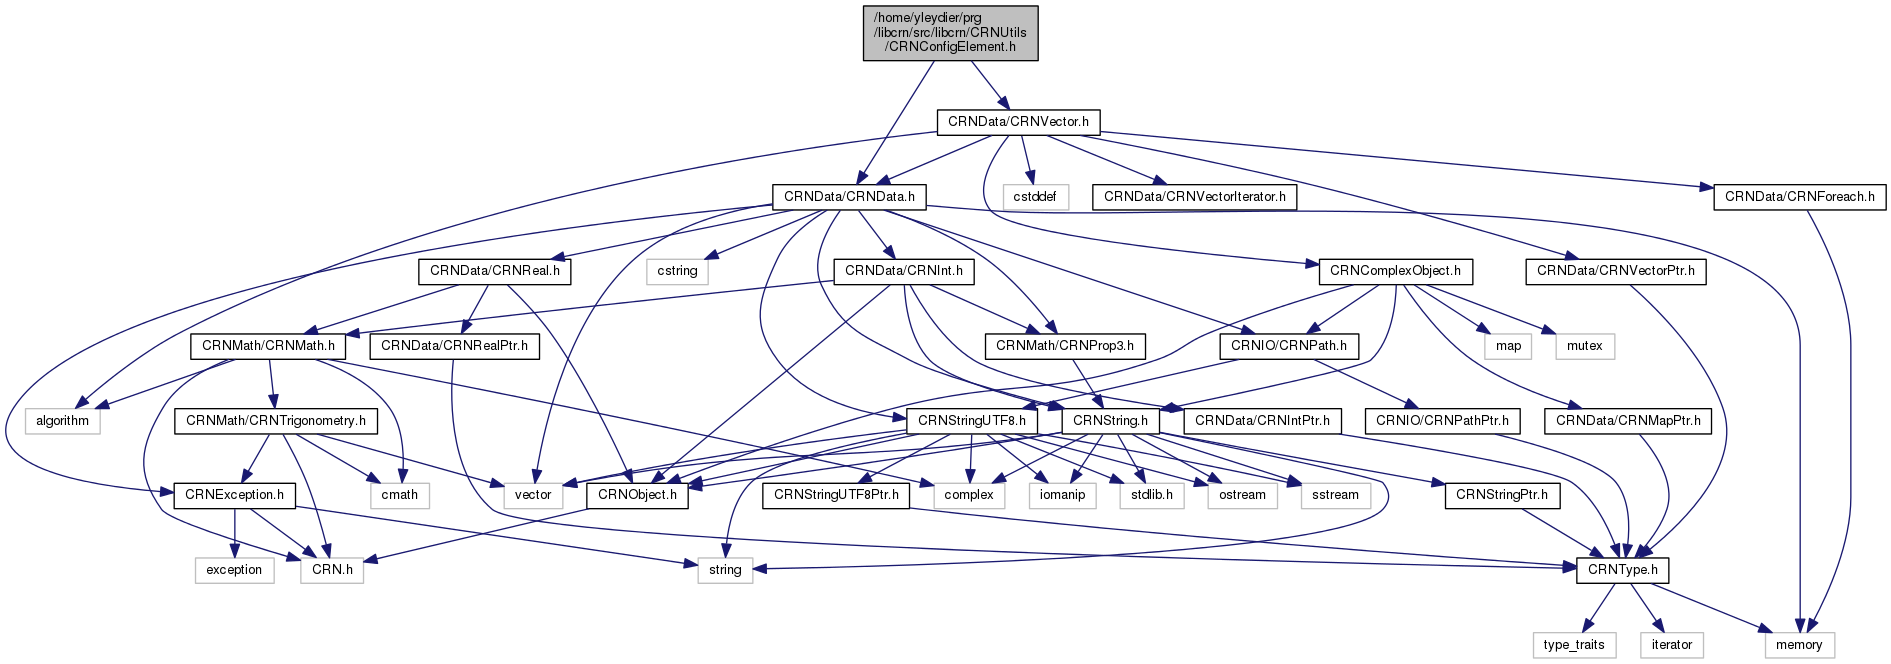 /home/yleydier/prg
/libcrn/src/libcrn/CRNUtils
/CRNConfigElement.h
CRNData/CRNVector.h
CRNData/CRNData.h
cstddef
CRNData/CRNVectorIterator.h
CRNData/CRNForeach.h
CRNData/CRNReal.h
cstring
CRNData/CRNInt.h
CRNComplexObject.h
CRNData/CRNVectorPtr.h
CRNMath/CRNMath.h
CRNData/CRNRealPtr.h
CRNMath/CRNProp3.h
CRNIO/CRNPath.h
map
mutex
algorithm
CRNMath/CRNTrigonometry.h
CRNStringUTF8.h
CRNString.h
CRNData/CRNIntPtr.h
CRNIO/CRNPathPtr.h
CRNData/CRNMapPtr.h
CRNException.h
cmath
vector
CRNObject.h
CRNStringUTF8Ptr.h
complex
iomanip
stdlib.h
ostream
sstream
CRNStringPtr.h
exception
CRN.h
string
CRNType.h
type_traits
iterator
memory